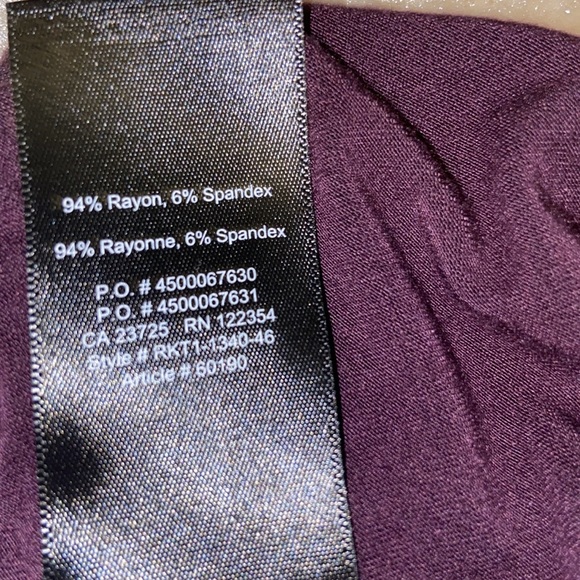 94% Rayon, 6% Spandex
94% Rayonne, 6% Spandex
P.O. # 4500067630
P.O. # 4500067631
CA 23725 RN 122354
Style # RKT1-1340-46
Article # 60190